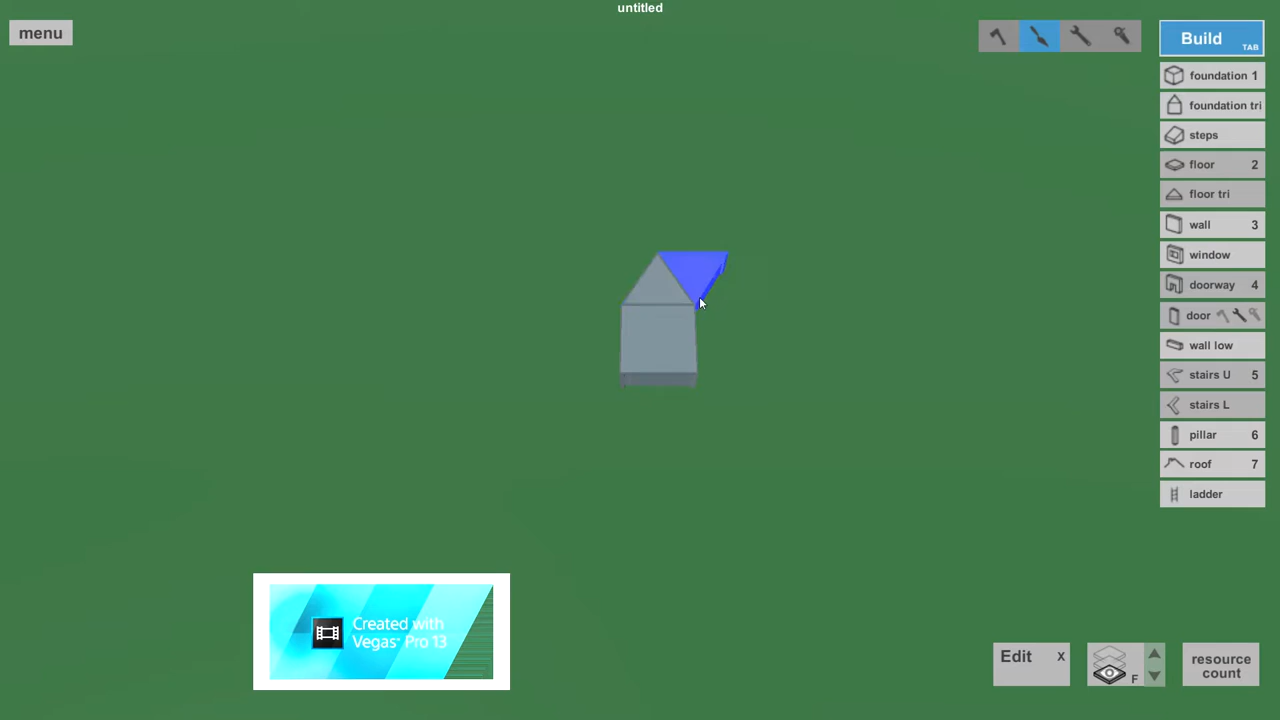 untitled
menu
Build
TAB
foundation 1
foundation tri
steps
floor 2
floor tri
wall 3
window
doorway 4
door
wall low
stairs U 5
stairs L
pillar 6
roof 7
ladder
Created with
Vegas® Pro 13
Edit X
F
resource
count